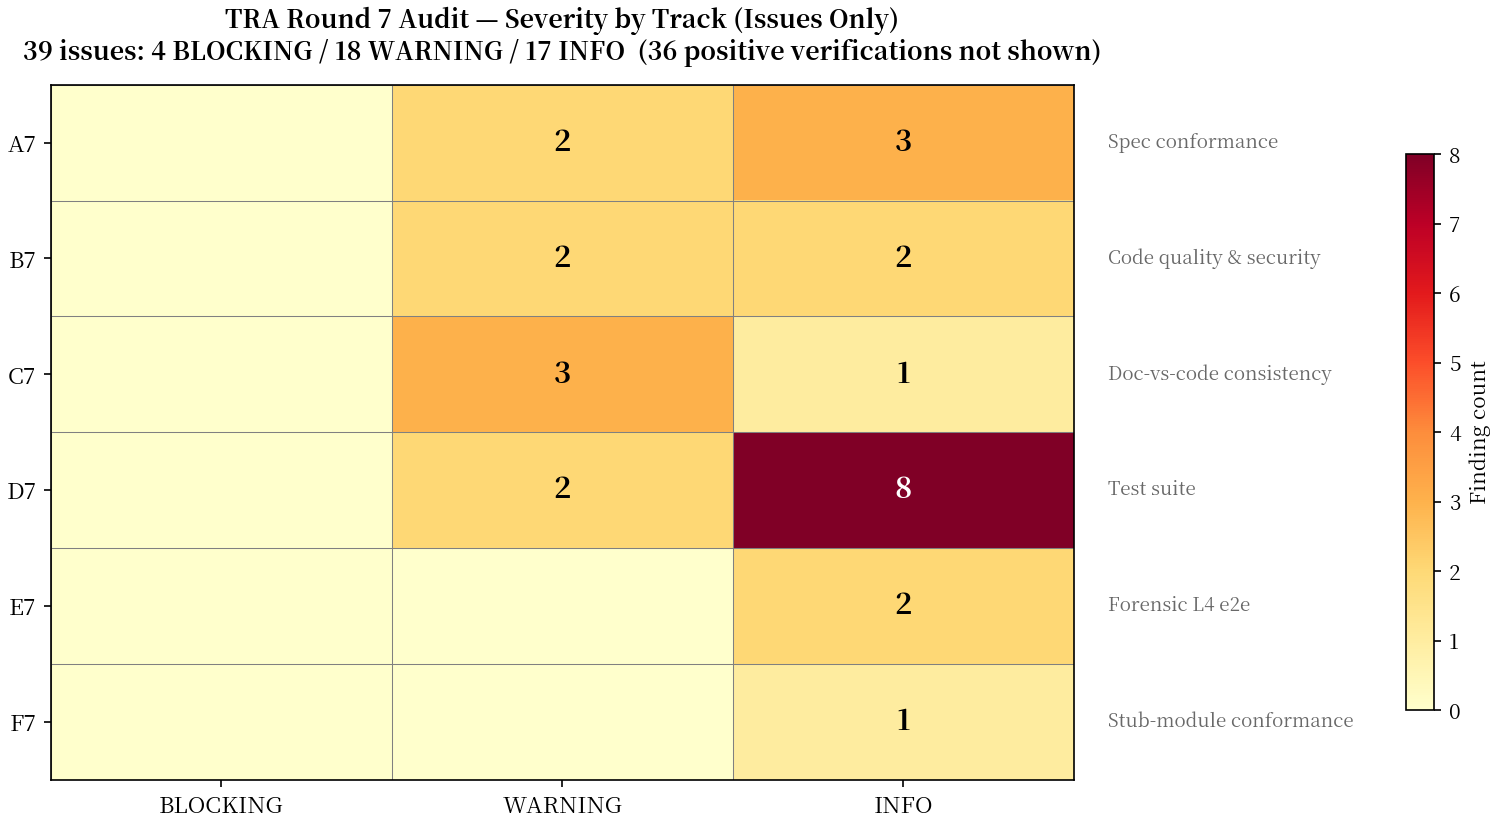 TRA Round 7 Audit — Severity by Track (Issues Only)
39 issues: 4 BLOCKING / 18 WARNING / 17 INFO (36 positive verifications not shown)
A7 2 3 Spec conformance
B7 2 2 Code quality & security
C7 3 1 Doc-vs-code consistency
D7 2 8 Test suite
E7 2 Forensic L4 e2e
F7 1 Stub-module conformance
BLOCKING WARNING INFO
8
7
6
5
4
3
2
1
0
Finding count